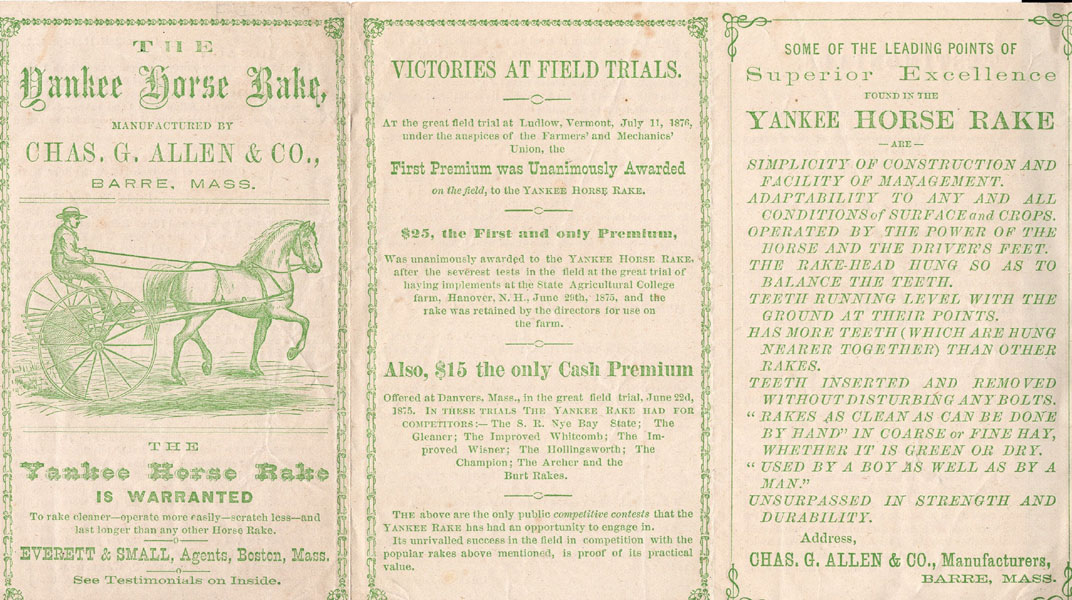 THE
Yankee Horse Rake,
MANUFACTURED BY
CHAS. G. ALLEN & CO.,
BARRE, MASS.
THE
Yankee Horse Rake
IS WARRANTED
To rake cleaner—operate more easily—scratch less—and
last longer than any other Horse Rake.
EVERETT & SMALL, Agents, Boston, Mass.
See Testimonials on Inside.
VICTORIES AT FIELD TRIALS.
At the great field trial at Ludlow, Vermont, July 11, 1876,
under the auspices of the Farmers' and Mechanics'
Union, the
First Premium was Unanimously Awarded
on the field, to the YANKEE HORSE RAKE.
$25, the First and only Premium,
Was unanimously awarded to the YANKEE HORSE RAKE,
after the severest tests in the field at the great trial of
haying implements at the State Agricultural College
farm, Hanover, N. H., June 29th, 1875, and the
rake was retained by the directors for use on
the farm.
Also, $15 the only Cash Premium
Offered at Danvers, Mass., in the great field trial, June 22d,
1875. IN THESE TRIALS THE YANKEE RAKE HAD FOR
COMPETITORS:— The S. R. Nye Bay State; The
Gleaner; The Improved Whitcomb; The Im-
proved Wisner; The Hollingsworth; The
Champion; The Archer and the
Burt Rakes.
THE above are the only public competitive contests that the
YANKEE RAKE has had an opportunity to engage in.
Its unrivalled success in the field in competition with the
popular rakes above mentioned, is proof of its practical
value.
SOME OF THE LEADING POINTS OF
Superior Excellence
FOUND IN THE
YANKEE HORSE RAKE
—ARE—
SIMPLICITY OF CONSTRUCTION AND
FACILITY OF MANAGEMENT.
ADAPTABILITY TO ANY AND ALL
CONDITIONS of SURFACE and CROPS.
OPERATED BY THE POWER OF THE
HORSE AND THE DRIVER'S FEET.
THE RAKE-HEAD HUNG SO AS TO
BALANCE THE TEETH.
TEETH RUNNING LEVEL WITH THE
GROUND AT THEIR POINTS.
HAS MORE TEETH (WHICH ARE HUNG
NEARER TOGETHER) THAN OTHER
RAKES.
TEETH INSERTED AND REMOVED
WITHOUT DISTURBING ANY BOLTS.
"RAKES AS CLEAN AS CAN BE DONE
BY HAND" IN COARSE or FINE HAY,
WHETHER IT IS GREEN OR DRY.
"USED BY A BOY AS WELL AS BY A
MAN."
UNSURPASSED IN STRENGTH AND
DURABILITY.
Address,
CHAS. G. ALLEN & CO., Manufacturers,
BARRE, MASS.